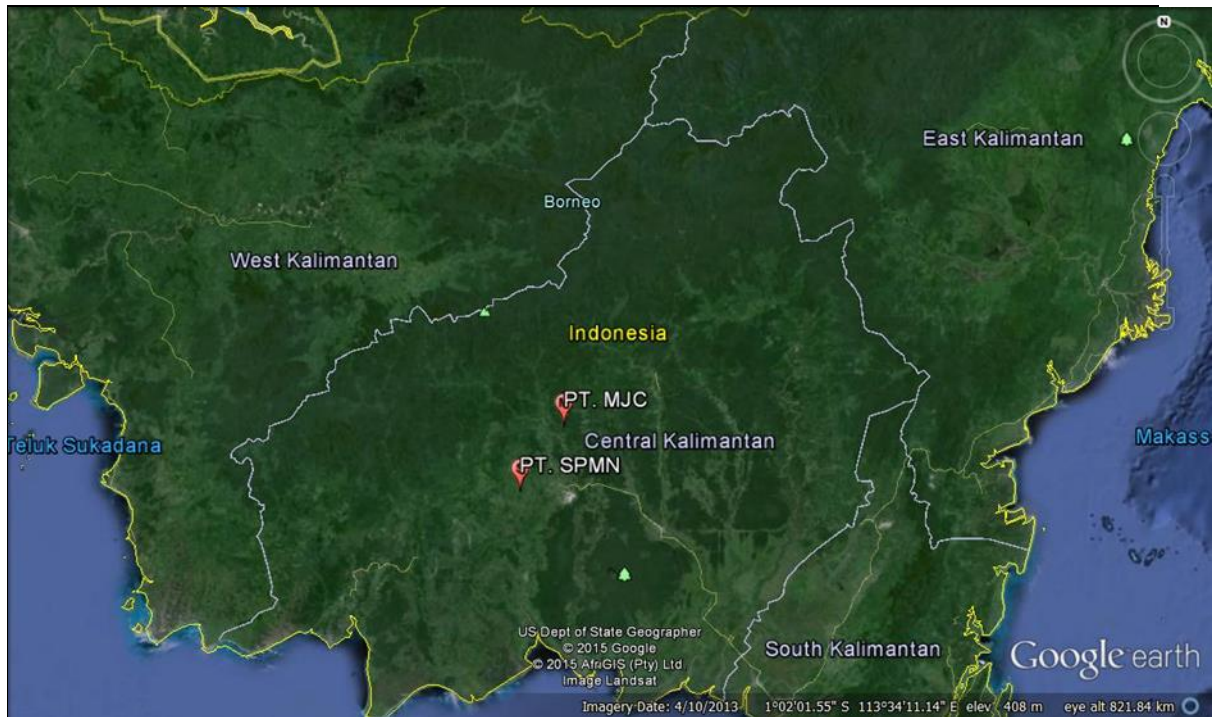 N
East Kalimantan
Borneo
West Kalimantan
Indonesia
PT. MJC
Central Kalimantan
Teluk Sukadana
Makass
PT. SPMN
US Dept of State Geographer
© 2015 Google
© 2015 AfriGIS (Pty) Ltd
Image Landsat
South Kalimantan
Google earth
Imagery Date: 4/10/2013 1°02'01.55" S 113°34'11.14" E elev 408 m eye alt 821.84 km